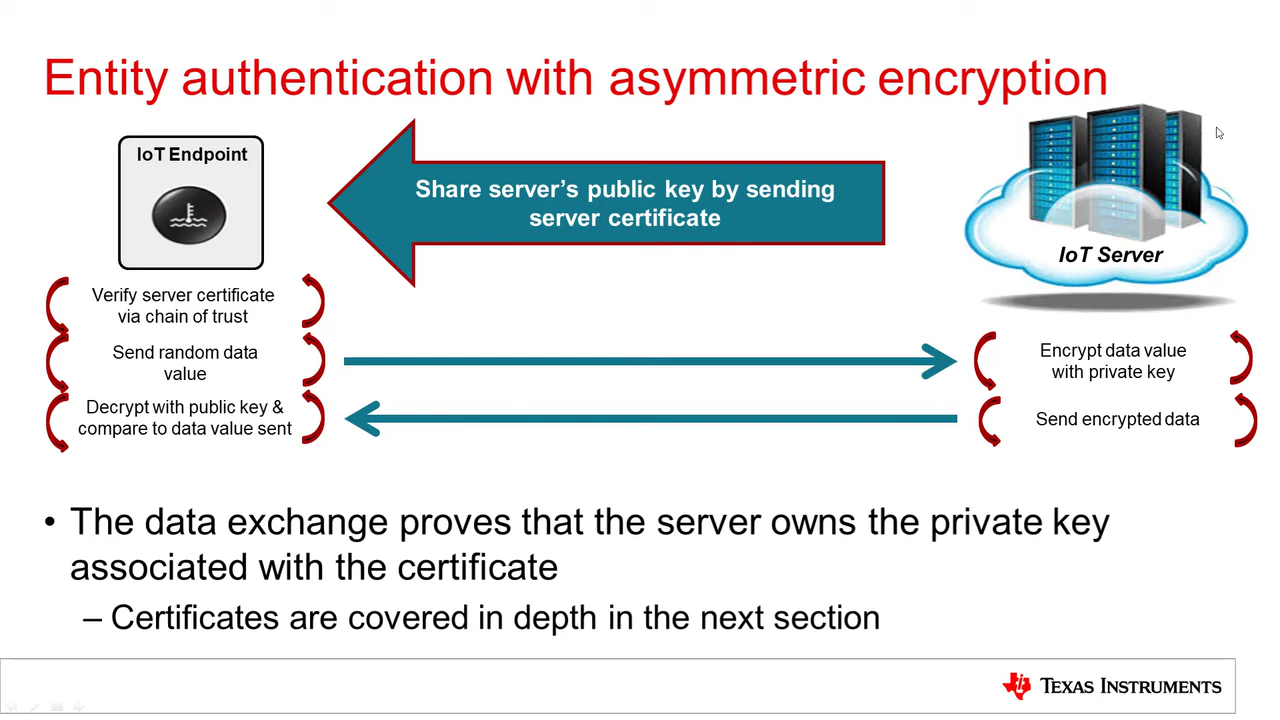 Entity authentication with asymmetric encryption
IoT Endpoint
Share server's public key by sending
server certificate
IoT Server
Verify server certificate
via chain of trust
Send random data
value
Decrypt with public key &
compare to data value sent
Encrypt data value
with private key
Send encrypted data
• The data exchange proves that the server owns the private key
associated with the certificate
– Certificates are covered in depth in the next section
TEXAS INSTRUMENTS